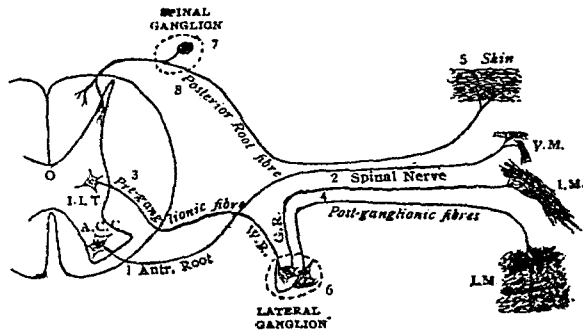 SPINAL
GANGLION
7
8
Posterior Root fibre
5 Skin
V.M.
2 Spinal Nerve
I.M.
3
Pre-ganglionic fibre
I.L.T.
4
Post-ganglionic fibres
A.C.C.
W.R.
G.R.
1 Antr. Root
6
I.M
LATERAL
GANGLION